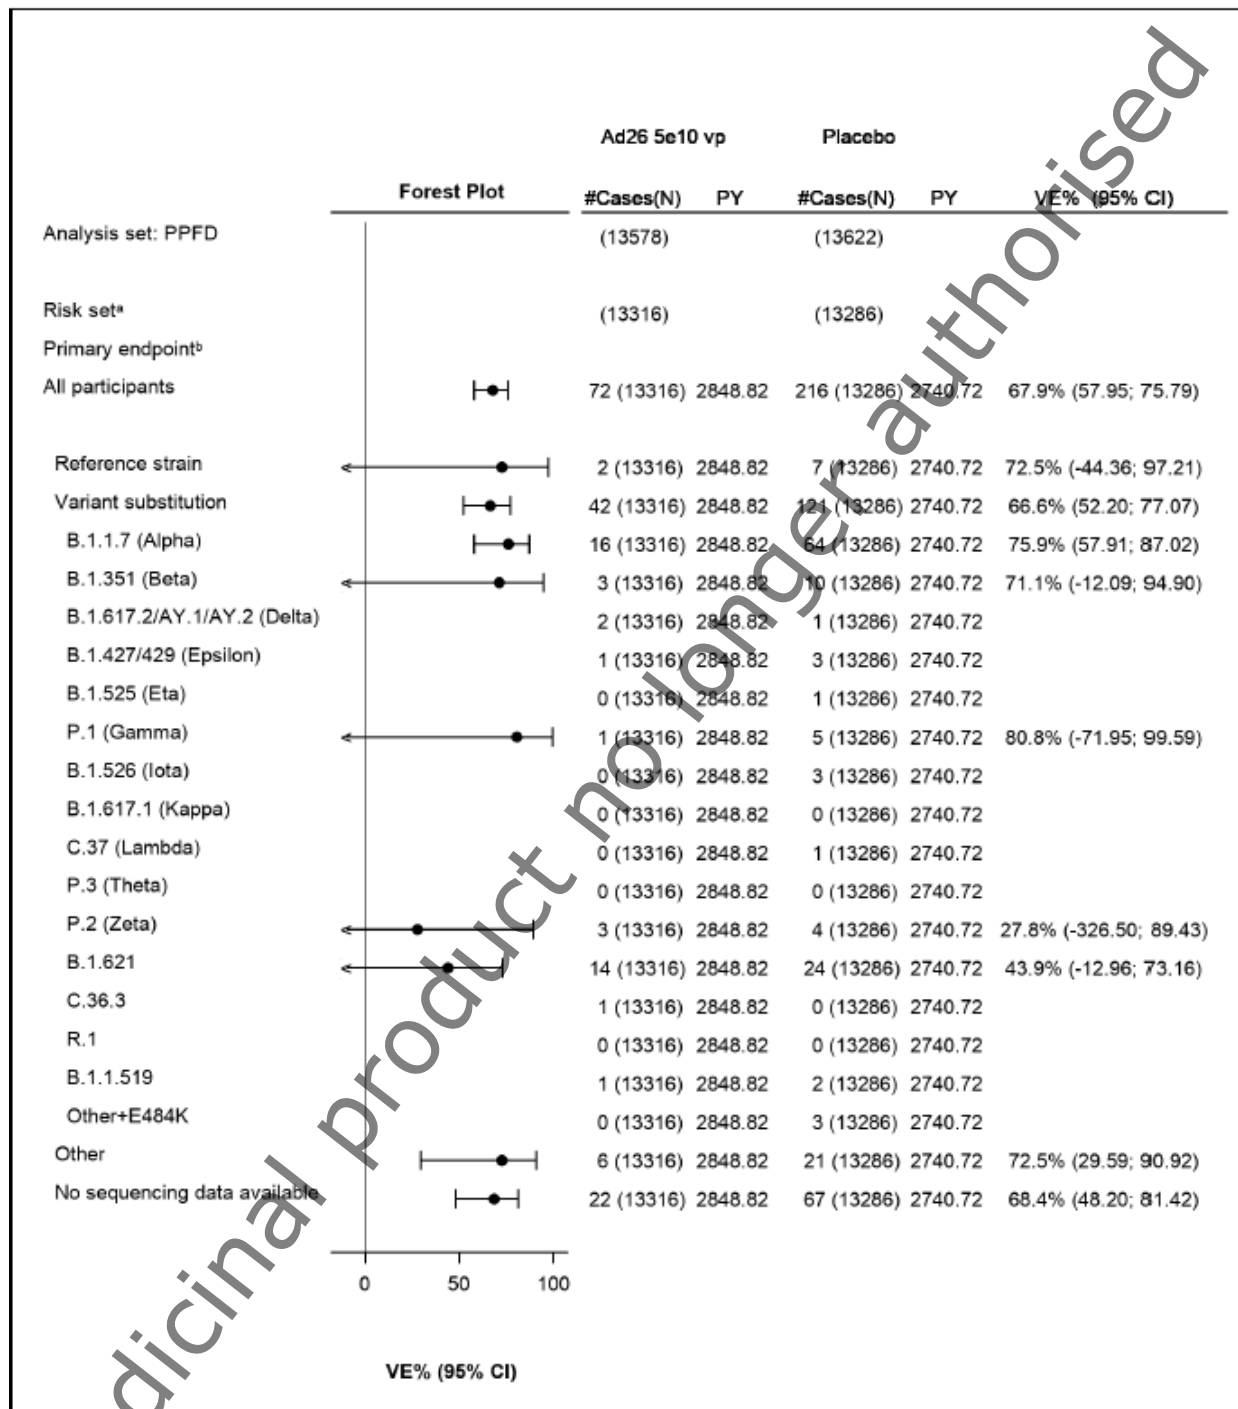 Ad26 5e10 vp Placebo
Forest Plot #Cases(N) PY #Cases(N) PY VE% (95% CI)
Analysis set: PPFD (13578) (13622)
Risk setª (13316) (13286)
Primary endpointᵇ
All participants 72 (13316) 2848.82 216 (13286) 2740.72 67.9% (57.95; 75.79)
Reference strain 2 (13316) 2848.82 7 (13286) 2740.72 72.5% (-44.36; 97.21)
Variant substitution 42 (13316) 2848.82 121 (13286) 2740.72 66.6% (52.20; 77.07)
B.1.1.7 (Alpha) 16 (13316) 2848.82 64 (13286) 2740.72 75.9% (57.91; 87.02)
B.1.351 (Beta) 3 (13316) 2848.82 10 (13286) 2740.72 71.1% (-12.09; 94.90)
B.1.617.2/AY.1/AY.2 (Delta) 2 (13316) 2848.82 1 (13286) 2740.72
B.1.427/429 (Epsilon) 1 (13316) 2848.82 3 (13286) 2740.72
B.1.525 (Eta) 0 (13316) 2848.82 1 (13286) 2740.72
P.1 (Gamma) 1 (13316) 2848.82 5 (13286) 2740.72 80.8% (-71.95; 99.59)
B.1.526 (Iota) 0 (13316) 2848.82 3 (13286) 2740.72
B.1.617.1 (Kappa) 0 (13316) 2848.82 0 (13286) 2740.72
C.37 (Lambda) 0 (13316) 2848.82 1 (13286) 2740.72
P.3 (Theta) 0 (13316) 2848.82 0 (13286) 2740.72
P.2 (Zeta) 3 (13316) 2848.82 4 (13286) 2740.72 27.8% (-326.50; 89.43)
B.1.621 14 (13316) 2848.82 24 (13286) 2740.72 43.9% (-12.96; 73.16)
C.36.3 1 (13316) 2848.82 0 (13286) 2740.72
R.1 0 (13316) 2848.82 0 (13286) 2740.72
B.1.1.519 1 (13316) 2848.82 2 (13286) 2740.72
Other+E484K 0 (13316) 2848.82 3 (13286) 2740.72
Other 6 (13316) 2848.82 21 (13286) 2740.72 72.5% (29.59; 90.92)
No sequencing data available 22 (13316) 2848.82 67 (13286) 2740.72 68.4% (48.20; 81.42)
0 50 100
VE% (95% CI)
dicinal product no longer authorised